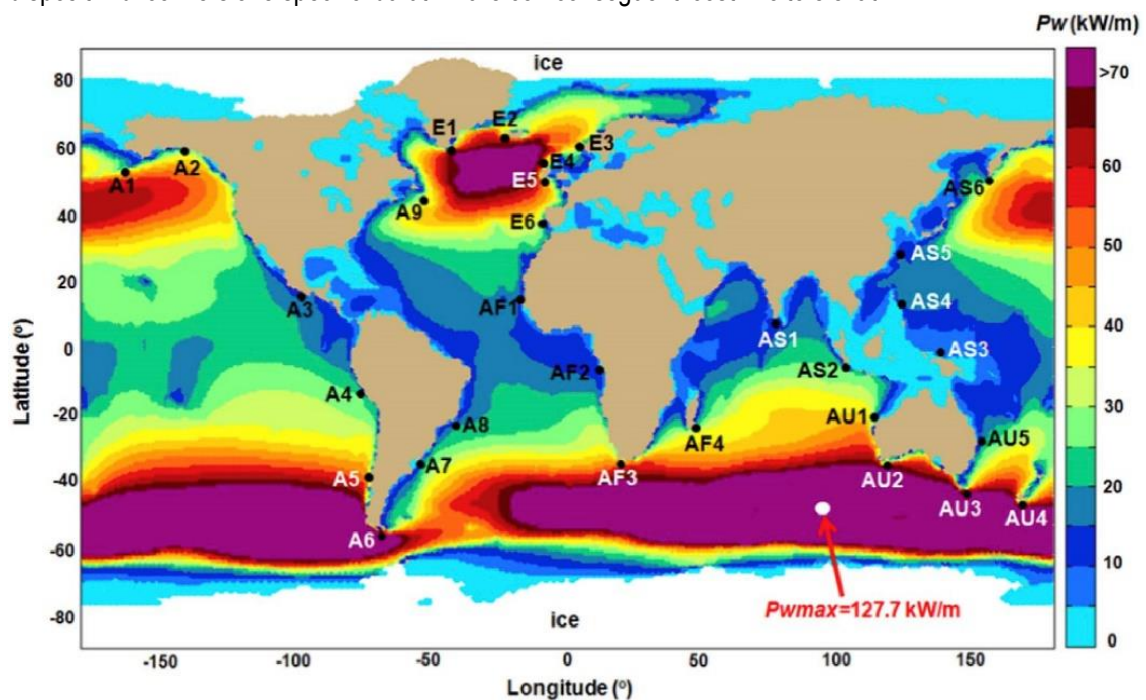 Pw (kW/m)
ice
80
60
40
20
0
-20
-40
-60
-80
Latitude (º)
-150
-100
-50
0
50
100
150
Longitude (º)
>70
60
50
40
30
20
10
0
E1
E2
E3
E4
E5
E6
A1
A2
A9
A3
A4
A5
A6
A7
A8
AF1
AF2
AF3
AF4
AS6
AS5
AS4
AS3
AS1
AS2
AU1
AU5
AU2
AU3
AU4
Pwmax=127.7 kW/m
ice